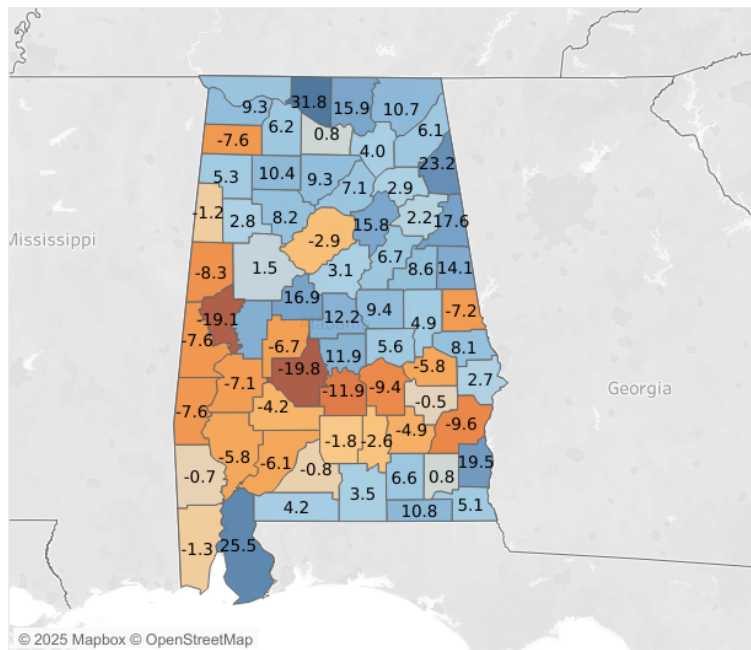 31.8 15.9 10.7
9.3
6.2 0.8 6.1
-7.6 4.0
5.3 10.4 9.3 7.1 2.9 23.2
-1.2 2.8 8.2 15.8 2.2 17.6
Mississippi -2.9
-8.3 1.5 3.1 6.7 8.6 14.1
16.9
-19.1 12.2 9.4 4.9 -7.2
-7.6 -6.7 11.9 5.6 8.1
-7.1 -19.8 -11.9 -9.4 -5.8 2.7
Georgia
-7.6 -4.2 -0.5
-5.8 -6.1 -1.8 -2.6 -4.9 -9.6
-0.7 -0.8 6.6 0.8 19.5
4.2 3.5 10.8 5.1
-1.3 25.5
© 2025 Mapbox © OpenStreetMap